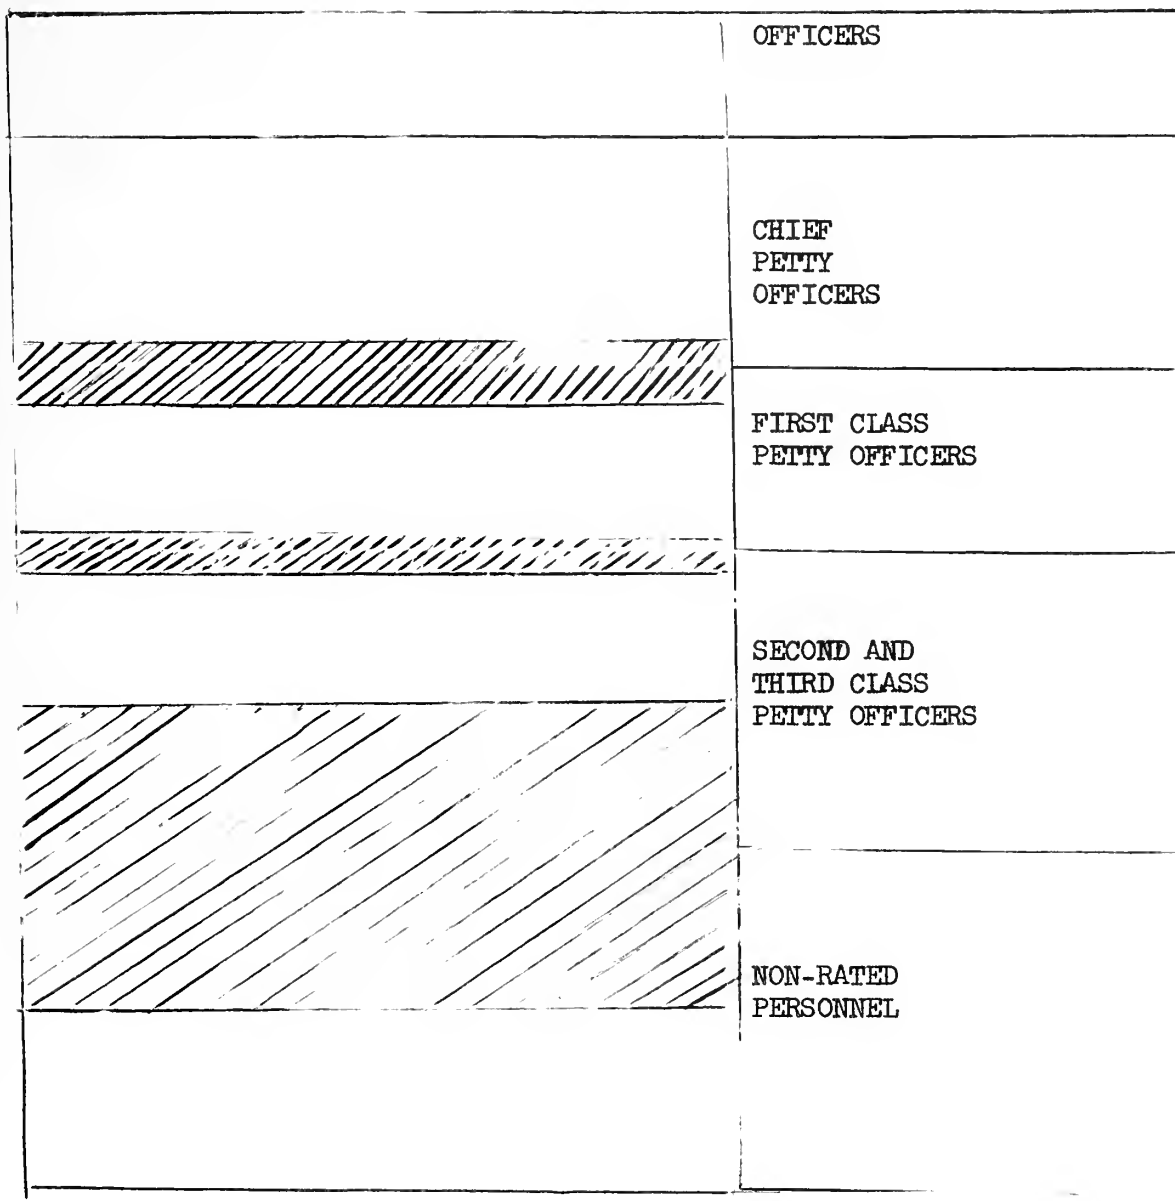 OFFICERS
CHIEF
PETTY
OFFICERS
FIRST CLASS
PETTY OFFICERS
SECOND AND
THIRD CLASS
PETTY OFFICERS
NON-RATED
PERSONNEL